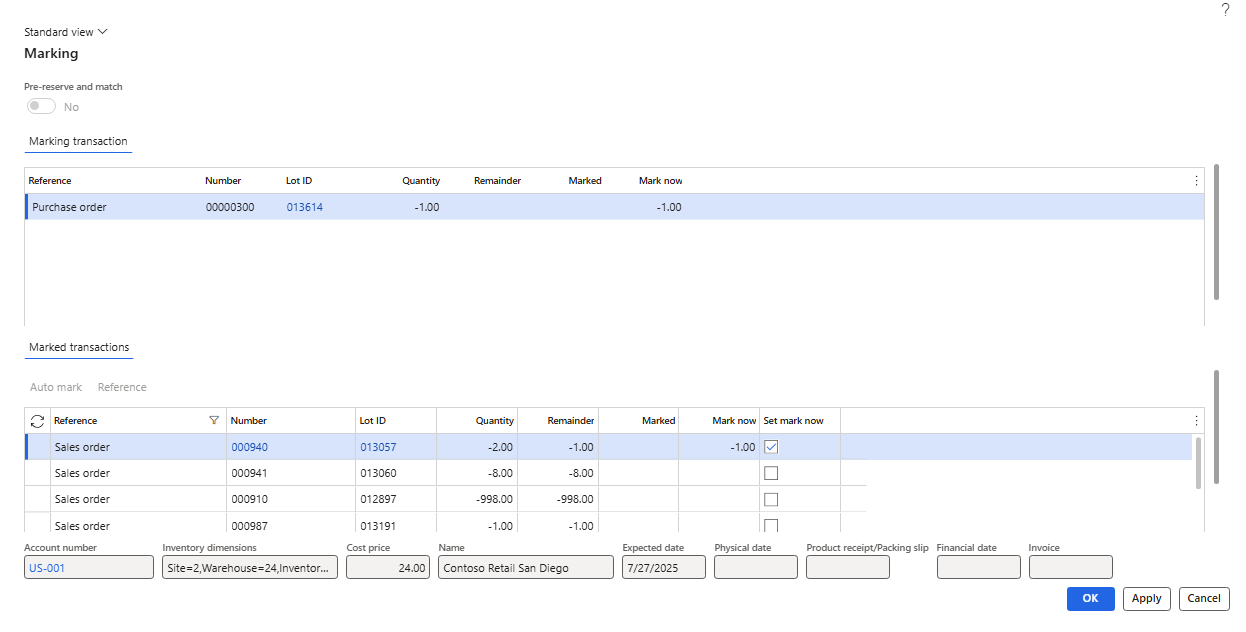 ?
Standard view
Marking
Pre-reserve and match
No
Marking transaction
Reference Number Lot ID Quantity Remainder Marked Mark now
Purchase order 00000300 013614 -1.00 -1.00
Marked transactions
Auto mark Reference
Reference Number Lot ID Quantity Remainder Marked Mark now Set mark now
Sales order 000940 013057 -2.00 -1.00 -1.00
Sales order 000941 013060 -8.00 -8.00
Sales order 000910 012897 -998.00 -998.00
Sales order 000987 013191 -1.00 -1.00
Account number Inventory dimensions Cost price Name Expected date Physical date Product receipt/Packing slip Financial date Invoice
US-001 Site=2,Warehouse=24,Inventor... 24.00 Contoso Retail San Diego 7/27/2025
OK Apply Cancel